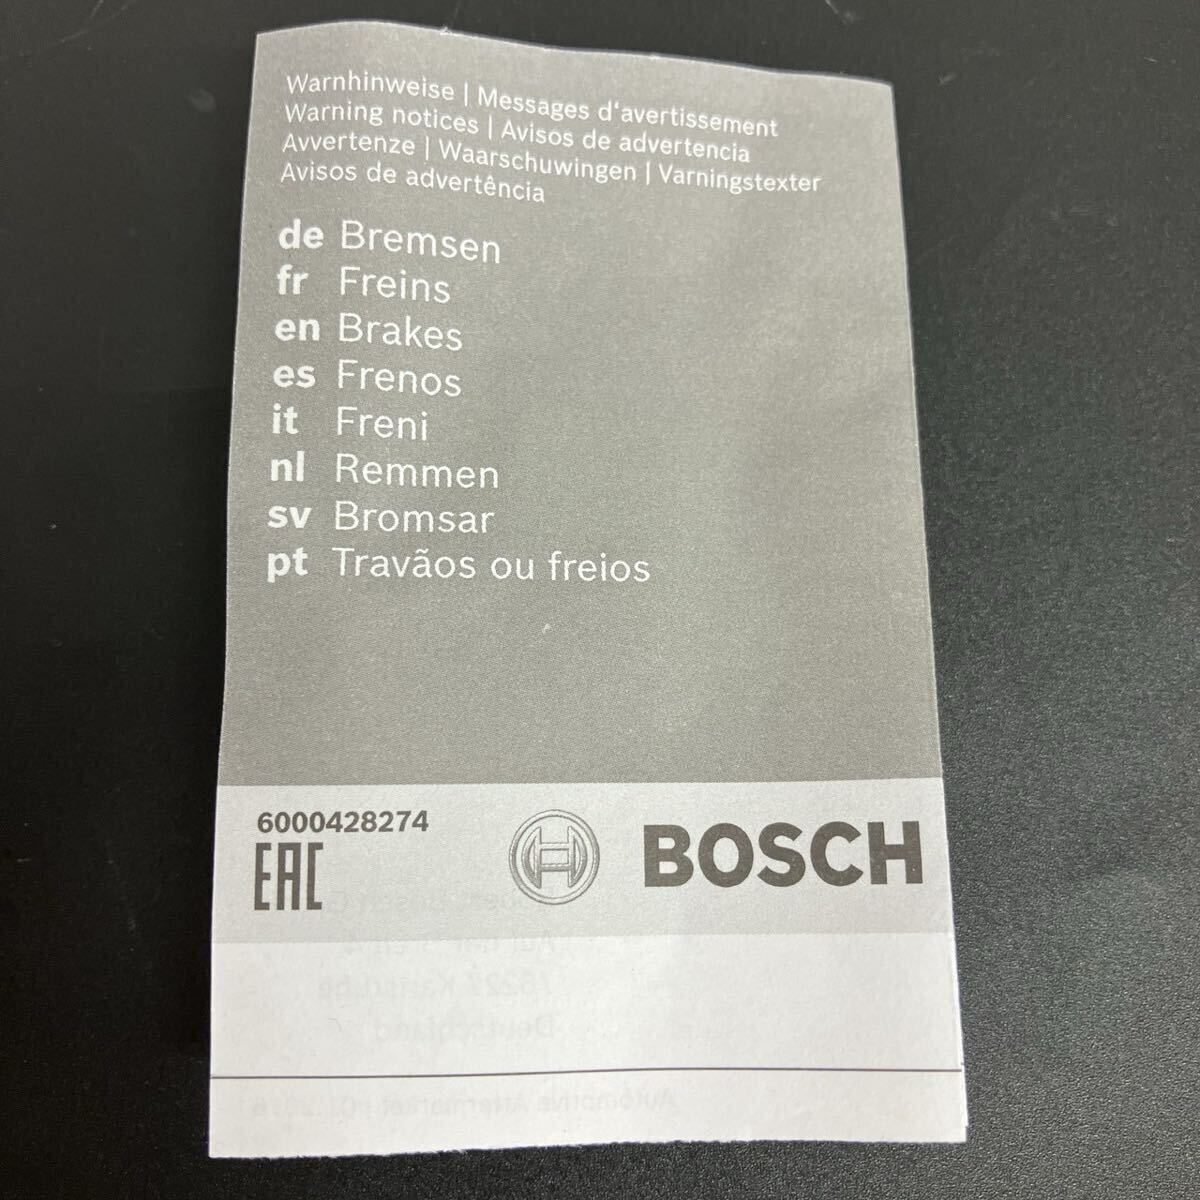 Warnhinweise | Messages d'avertissement
Warning notices | Avisos de advertencia
Avvertenze | Waarschuwingen | Varningstexter
Avisos de advertência
de Bremsen
fr Freins
en Brakes
es Frenos
it Freni
nl Remmen
sv Bromsar
pt Travãos ou freios
6000428274
EAC
BOSCH